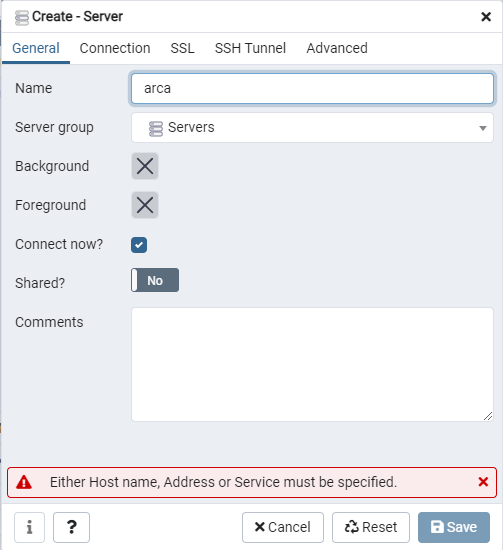 Create - Server
General Connection SSL SSH Tunnel Advanced
Name arca
Server group Servers
Background
Foreground
Connect now?
Shared? No
Comments
Either Host name, Address or Service must be specified.
i ? Cancel Reset Save